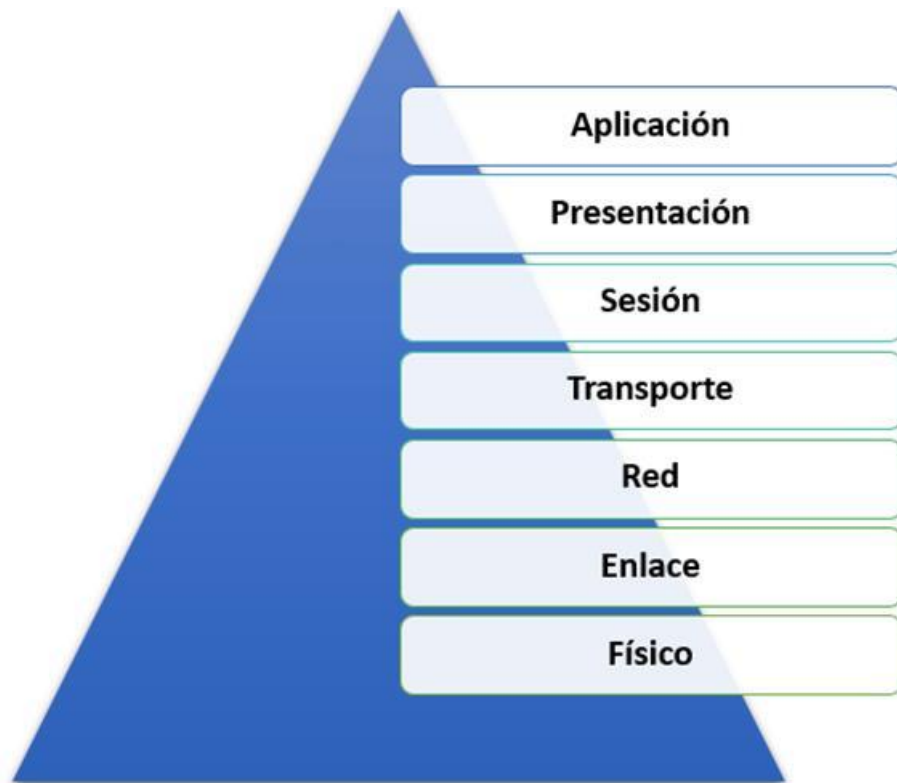 Aplicación
Presentación
Sesión
Transporte
Red
Enlace
Físico